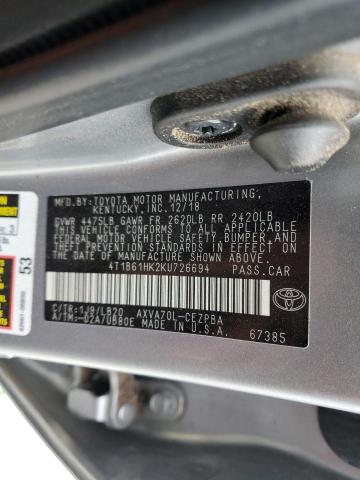 MFD.BY:TOYOTA MOTOR MANUFACTURING,
KENTUCKY, INC.12/18
GVWR 4475LB GAWR FR 2620LB RR 2420LB
THIS VEHICLE CONFORMS TO ALL APPLICABLE
FEDERAL MOTOR VEHICLE SAFETY, BUMPER, AND
THEFT PREVENTION STANDARDS IN EFFECT ON
THE DATE OF MANUFACTURE SHOWN ABOVE.
4T1B61HK2KU726694 PASS.CAR
C/TR:1J9/LB20 AXVA70L-CEZPBA
A/TM:-02A/UB80E MADE IN U.S.A.
67385
53